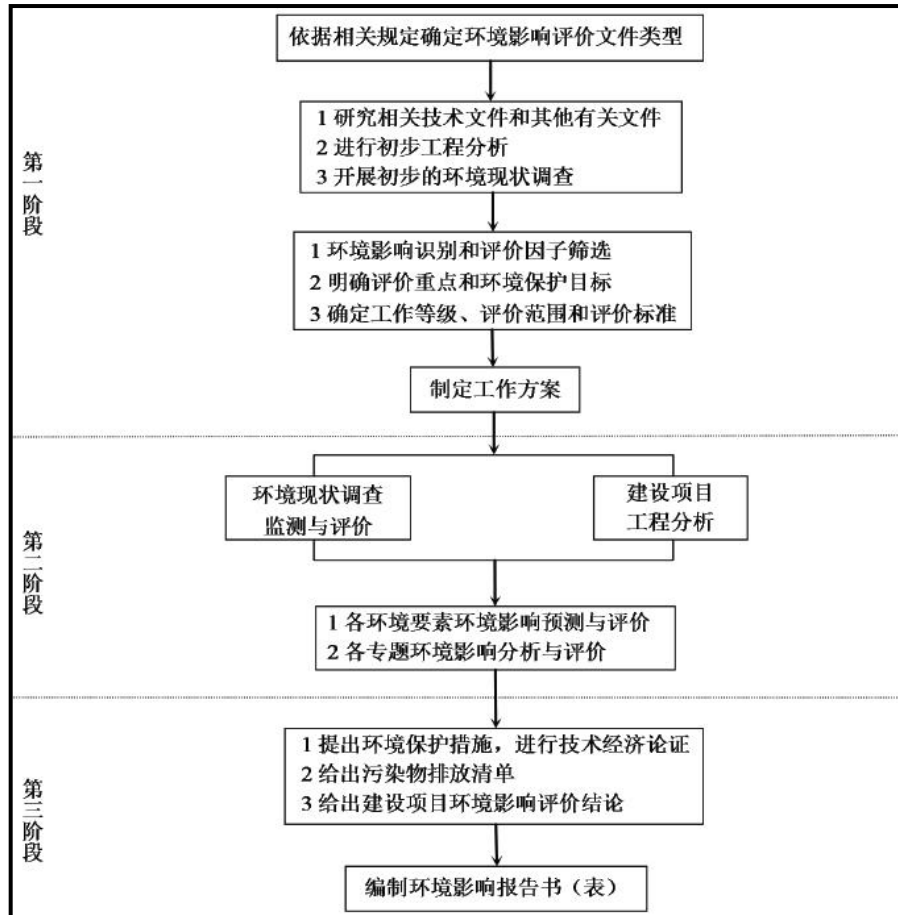 第一阶段
依据相关规定确定环境影响评价文件类型
1 研究相关技术文件和其他有关文件
2 进行初步工程分析
3 开展初步的环境现状调查
1 环境影响识别和评价因子筛选
2 明确评价重点和环境保护目标
3 确定工作等级、评价范围和评价标准
制定工作方案
第二阶段
环境现状调查
监测与评价
建设项目
工程分析
1 各环境要素环境影响预测与评价
2 各专题环境影响分析与评价
第三阶段
1 提出环境保护措施，进行技术经济论证
2 给出污染物排放清单
3 给出建设项目环境影响评价结论
编制环境影响报告书（表）